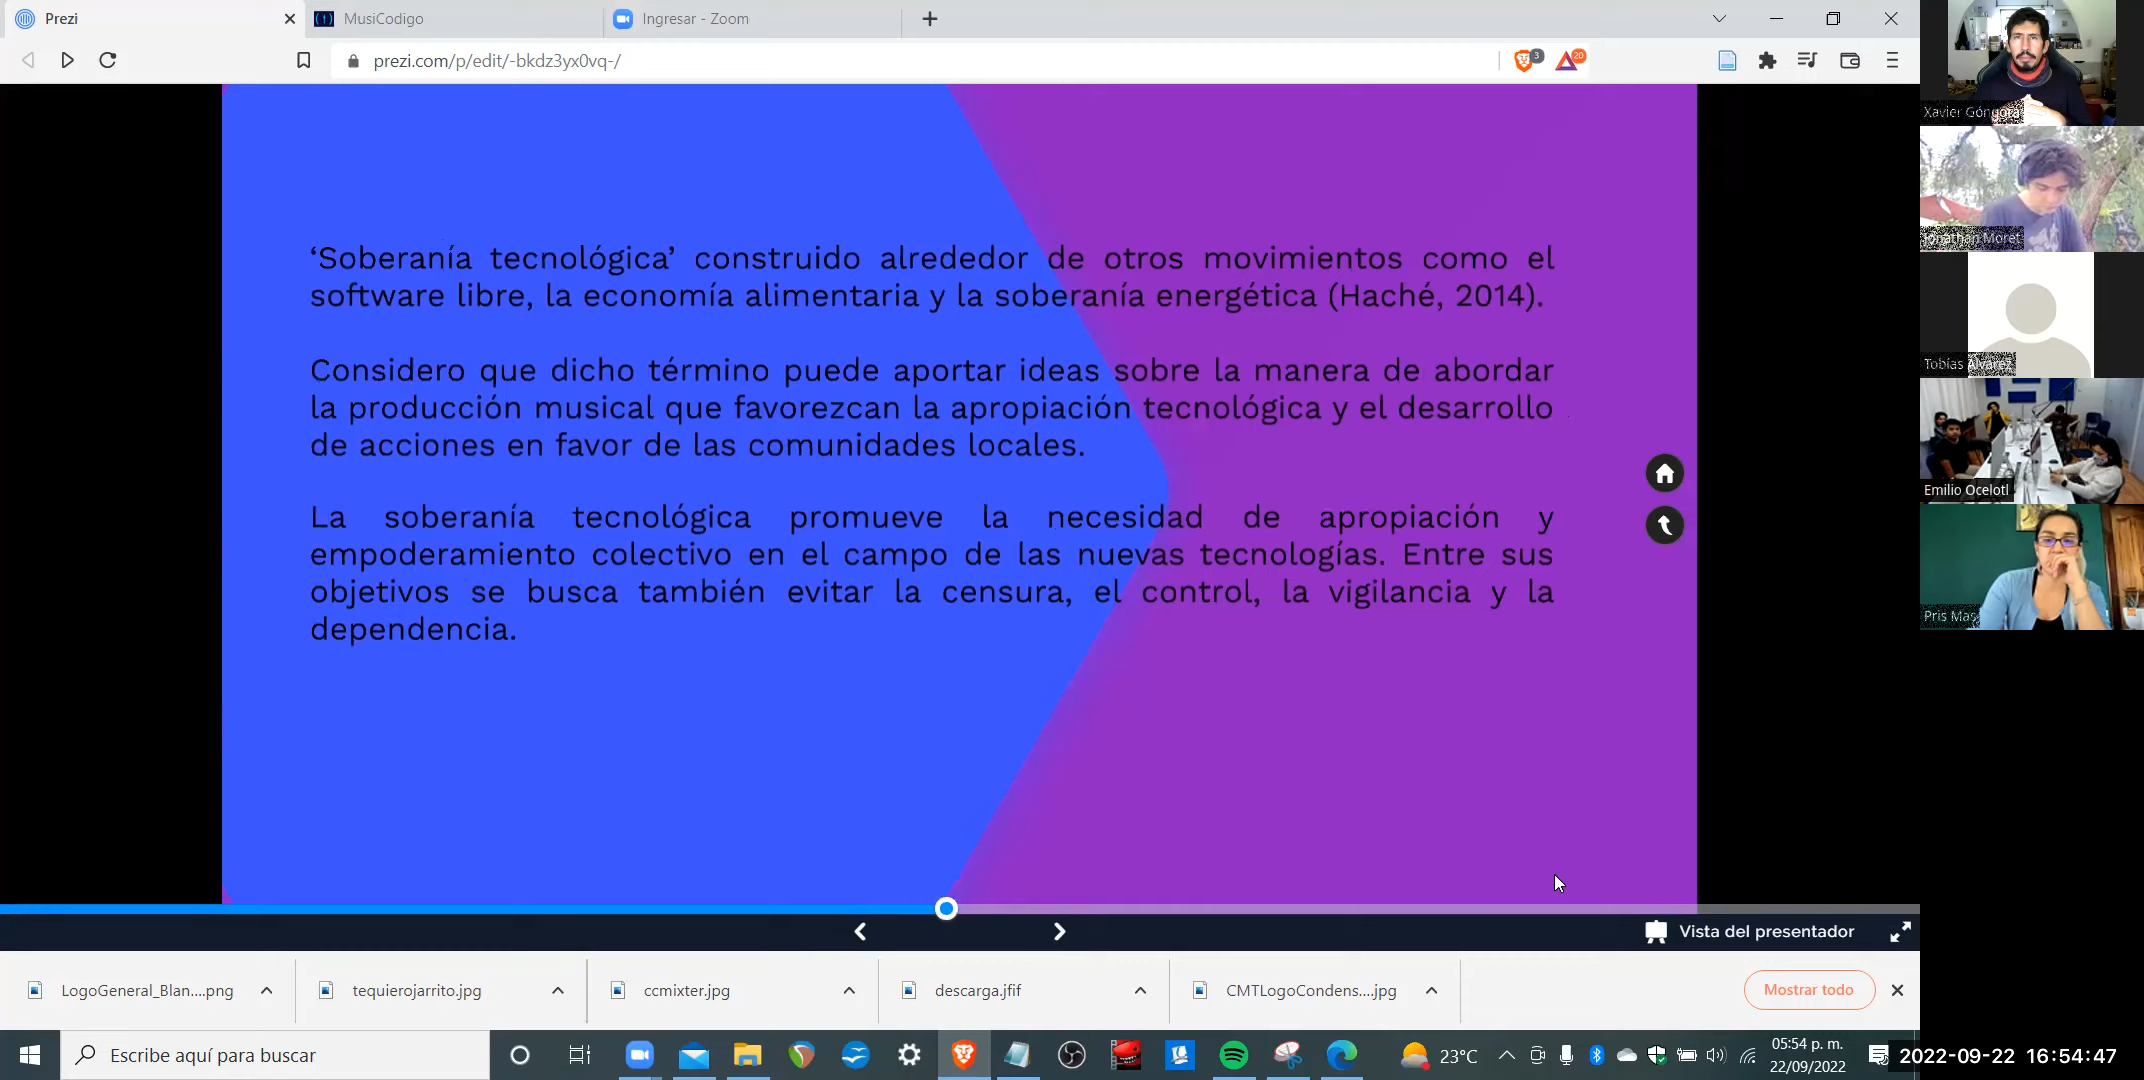 Prezi
MusiCodigo
Ingresar - Zoom
prezi.com/p/edit/-bkdz3yx0vq-/
3
20
‘Soberanía tecnológica’ construido alrededor de otros movimientos como el
software libre, la economía alimentaria y la soberanía energética (Haché, 2014).
Considero que dicho término puede aportar ideas sobre la manera de abordar
la producción musical que favorezcan la apropiación tecnológica y el desarrollo
de acciones en favor de las comunidades locales.
La soberanía tecnológica promueve la necesidad de apropiación y
empoderamiento colectivo en el campo de las nuevas tecnologías. Entre sus
objetivos se busca también evitar la censura, el control, la vigilancia y la
dependencia.
Xavier Góngora
Jonathan Moret
Tobías Álvarez
Emilio Ocelotl
Pris Mas
Vista del presentador
LogoGeneral_Blan....png
tequierojarrito.jpg
ccmixter.jpg
descarga.jfif
CMTLogoCondens....jpg
Mostrar todo
Escribe aquí para buscar
23°C
05:54 p. m.
22/09/2022
2022-09-22 16:54:47